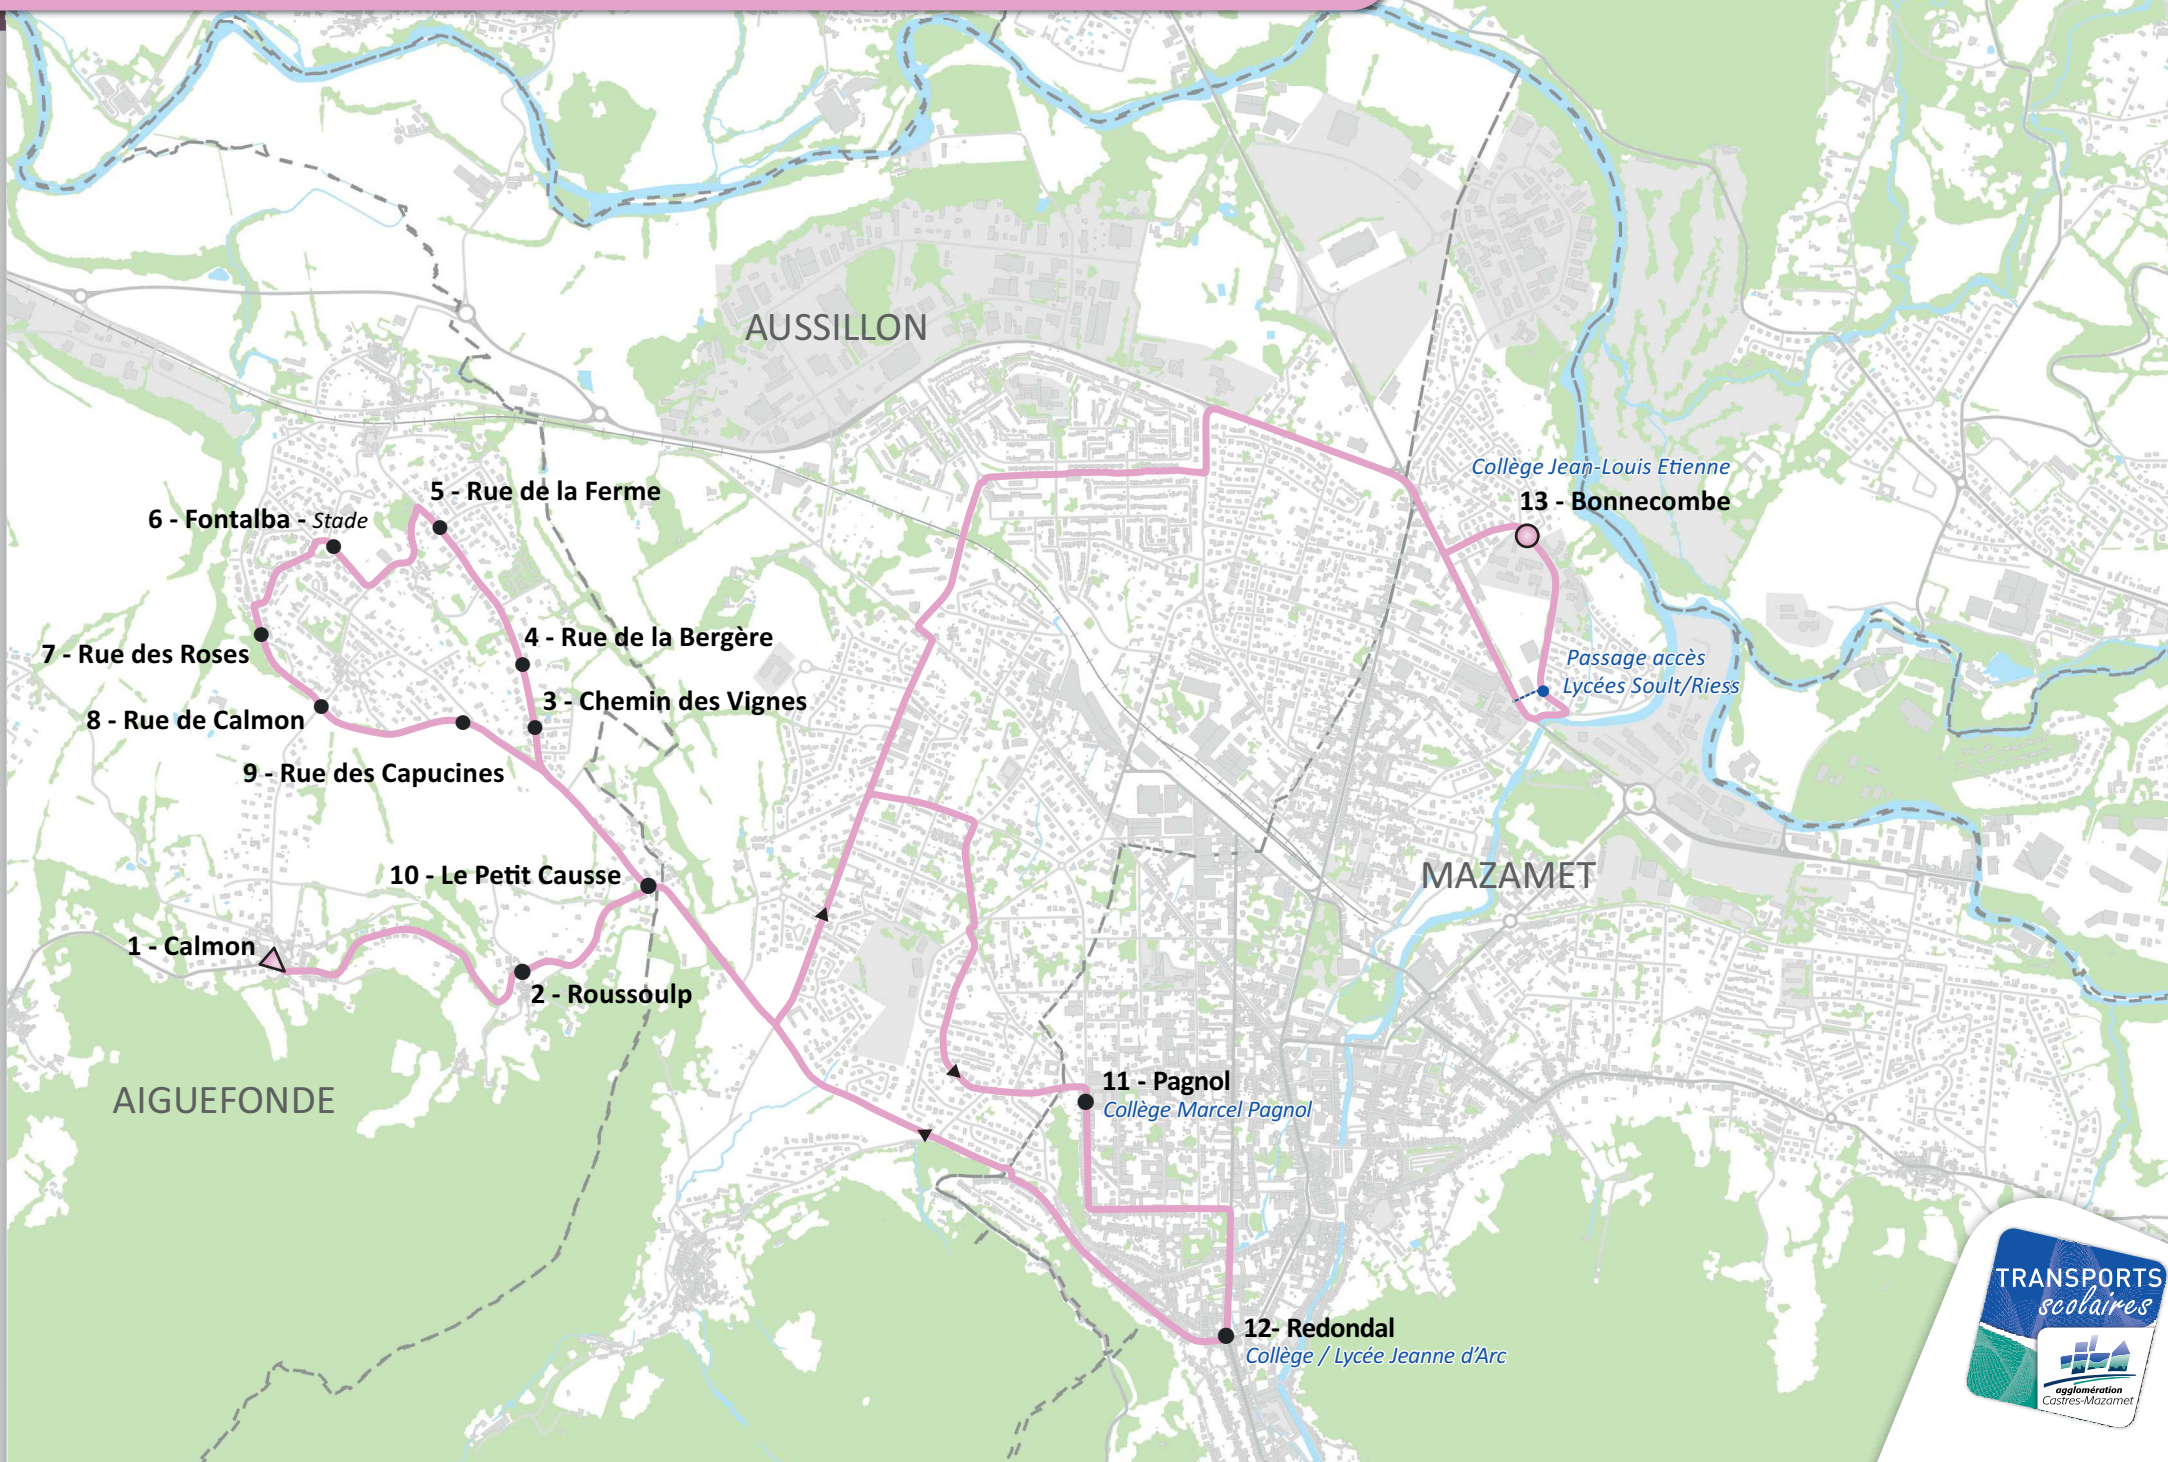 AUSSILLON
Collège Jean-Louis Etienne
13 - Bonnecombe
5 - Rue de la Ferme
6 - Fontalba - Stade
4 - Rue de la Bergère
7 - Rue des Roses
Passage accès
Lycées Soult/Riess
3 - Chemin des Vignes
8 - Rue de Calmon
9 - Rue des Capucines
10 - Le Petit Causse
MAZAMET
1 - Calmon
2 - Roussoulp
AIGUEFONDE
11 - Pagnol
Collège Marcel Pagnol
12- Redondal
Collège / Lycée Jeanne d'Arc
TRANSPORTS
scolaires
agglomération
Castres-Mazamet